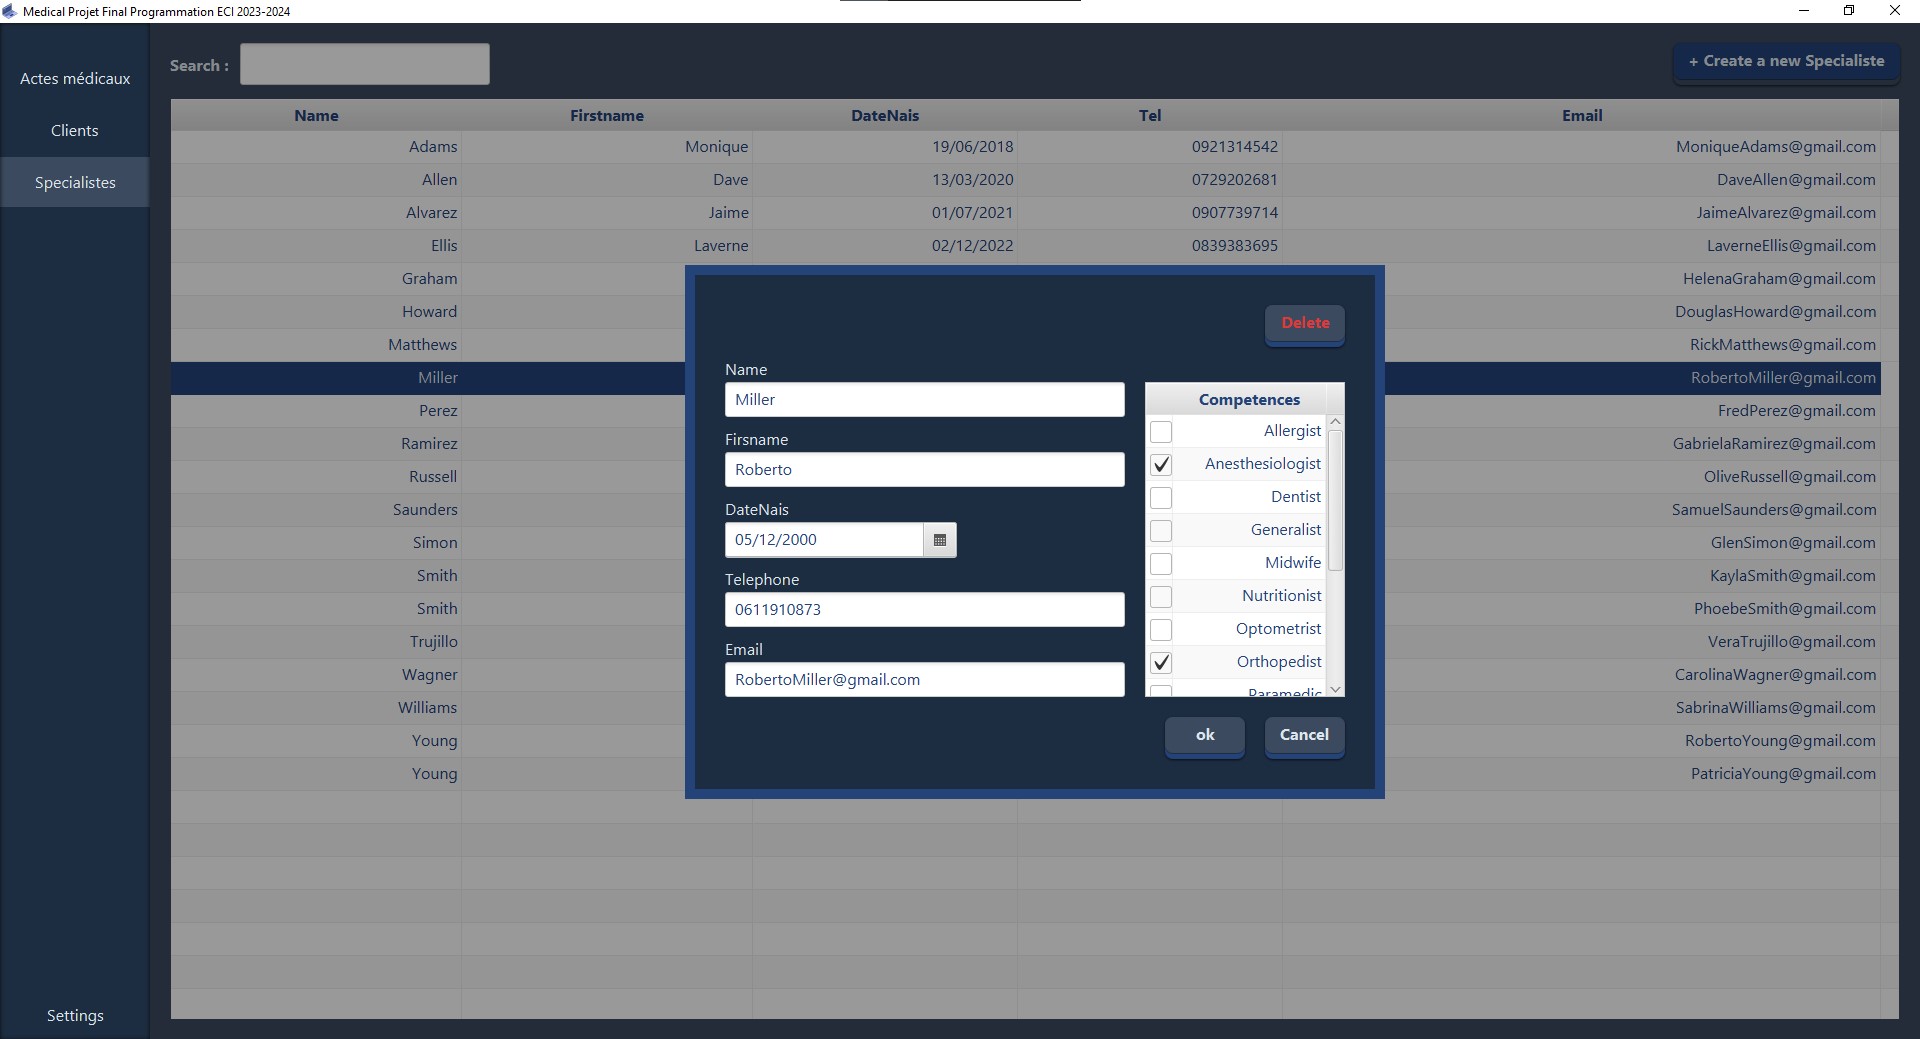 Medical Projet Final Programmation ECI 2023-2024
Actes médicaux
Clients
Specialistes
Settings
Search :
+ Create a new Specialiste
Name Firstname DateNais Tel Email
Adams Monique 19/06/2018 0921314542 MoniqueAdams@gmail.com
Allen Dave 13/03/2020 0729202681 DaveAllen@gmail.com
Alvarez Jaime 01/07/2021 0907739714 JaimeAlvarez@gmail.com
Ellis Laverne 02/12/2022 0839383695 LaverneEllis@gmail.com
Graham HelenaGraham@gmail.com
Howard DouglasHoward@gmail.com
Matthews RickMatthews@gmail.com
Miller RobertoMiller@gmail.com
Perez FredPerez@gmail.com
Ramirez GabrielaRamirez@gmail.com
Russell OliveRussell@gmail.com
Saunders SamuelSaunders@gmail.com
Simon GlenSimon@gmail.com
Smith KaylaSmith@gmail.com
Smith PhoebeSmith@gmail.com
Trujillo VeraTrujillo@gmail.com
Wagner CarolinaWagner@gmail.com
Williams SabrinaWilliams@gmail.com
Young RobertoYoung@gmail.com
Young PatriciaYoung@gmail.com
Delete
Name
Miller
Firsname
Roberto
DateNais
05/12/2000
Telephone
0611910873
Email
RobertoMiller@gmail.com
Competences
Allergist
Anesthesiologist
Dentist
Generalist
Midwife
Nutritionist
Optometrist
Orthopedist
Paramedic
ok
Cancel